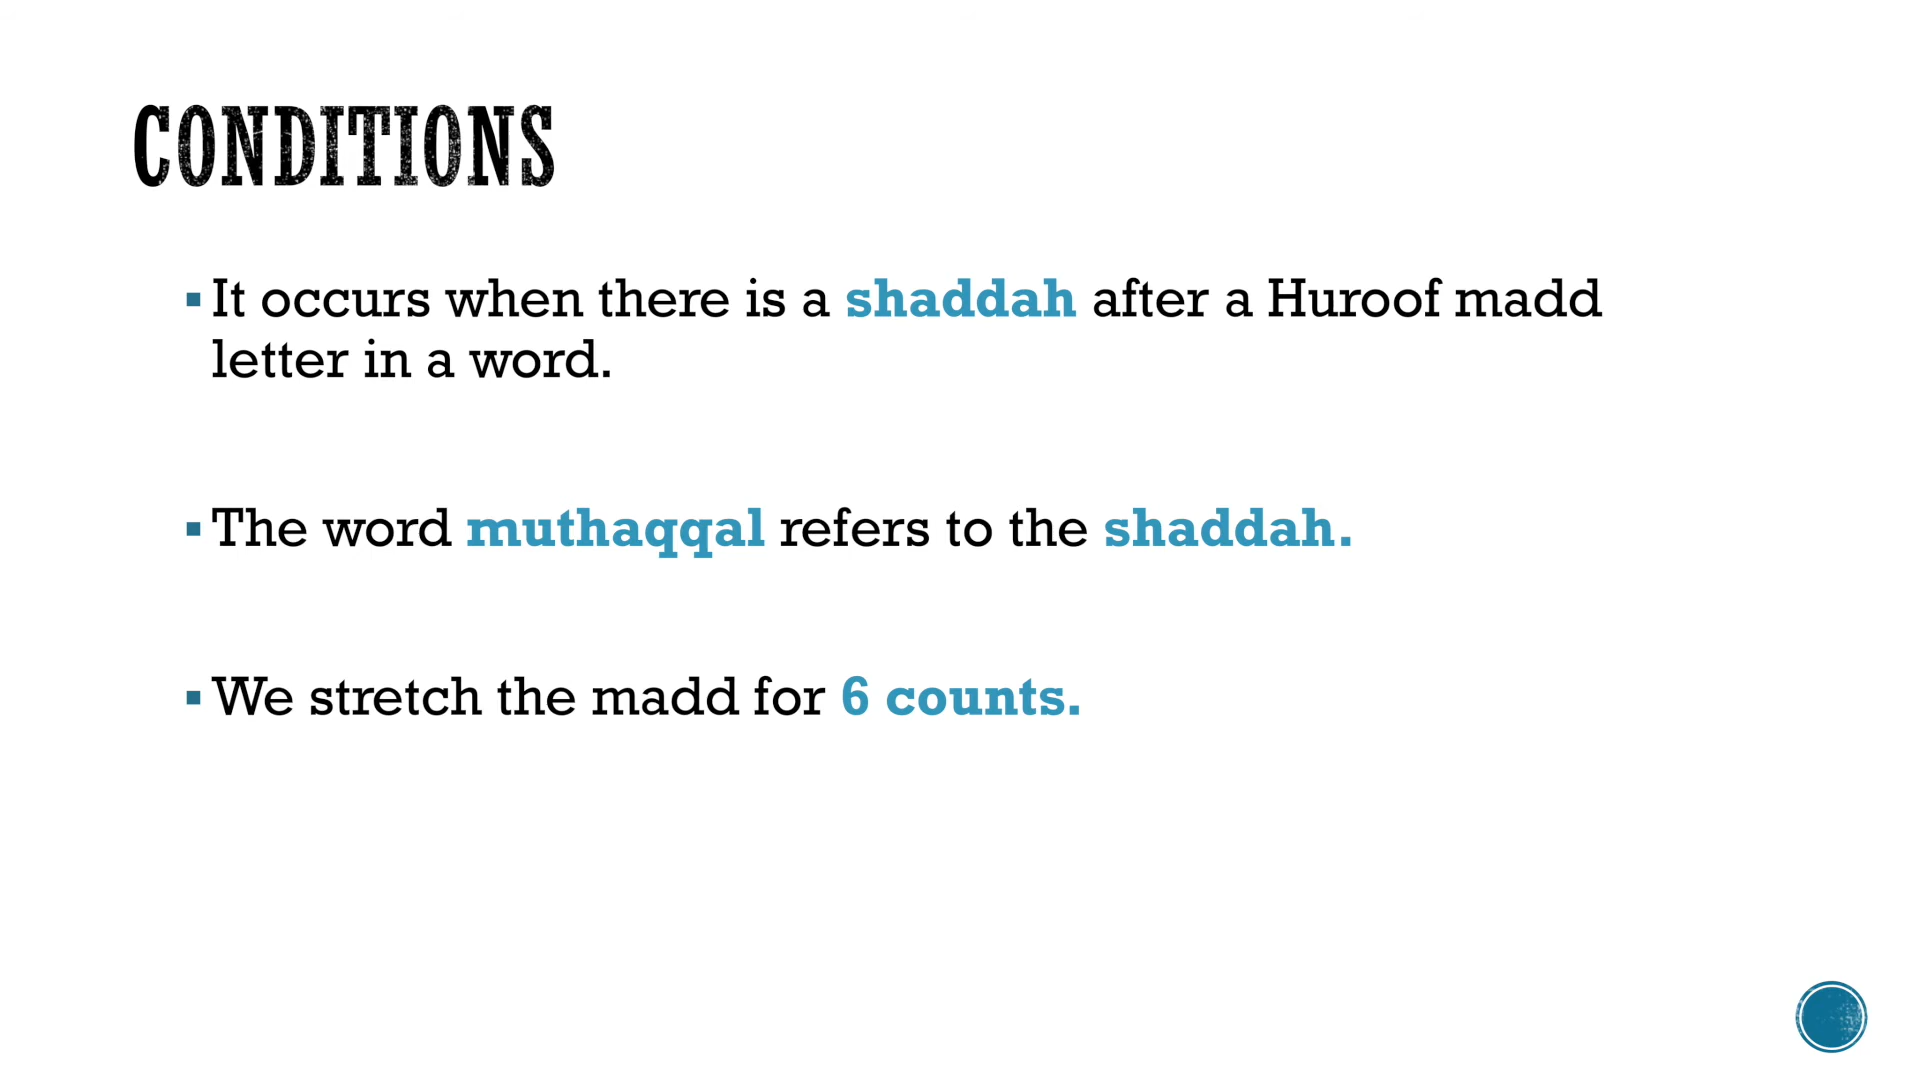 CONDITIONS
▪ It occurs when there is a shaddah after a Huroof madd
letter in a word.
▪ The word muthaqqal refers to the shaddah.
▪ We stretch the madd for 6 counts.